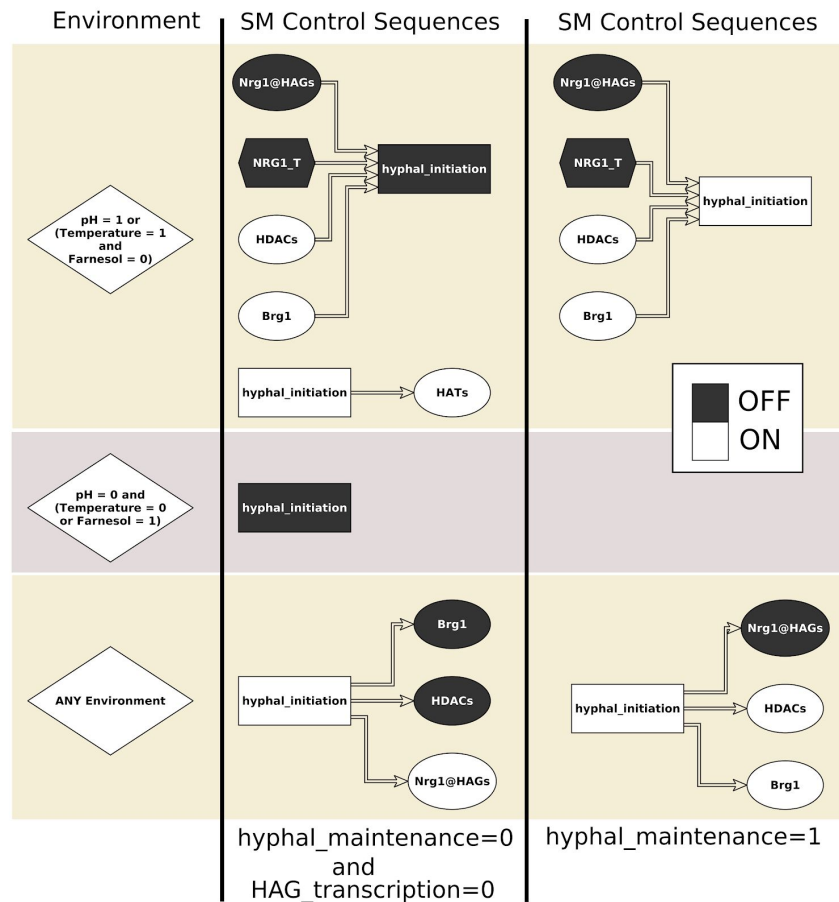 Environment
SM Control Sequences
SM Control Sequences
pH = 1 or
(Temperature = 1
and
Farnesol = 0)
Nrg1@HAGs
NRG1_T
HDACs
Brg1
hyphal_initiation
hyphal_initiation
HATs
Nrg1@HAGs
NRG1_T
HDACs
Brg1
hyphal_initiation
OFF
ON
pH = 0 and
(Temperature = 0
or Farnesol = 1)
hyphal_initiation
ANY Environment
hyphal_initiation
Brg1
HDACs
Nrg1@HAGs
hyphal_initiation
Nrg1@HAGs
HDACs
Brg1
hyphal_maintenance=0
and
HAG_transcription=0
hyphal_maintenance=1